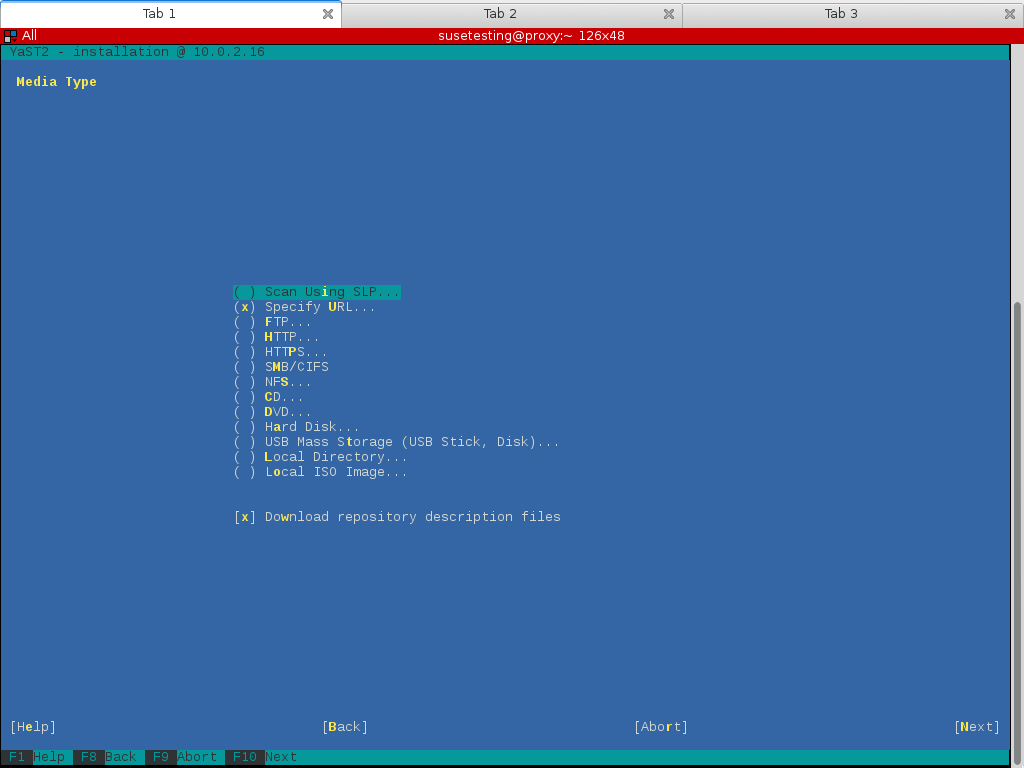 Tab 1 Tab 2 Tab 3
All susetesting@proxy:~ 126x48
YaST2 - installation @ 10.0.2.16
Media Type
( ) Scan Using SLP...
(x) Specify URL...
( ) FTP...
( ) HTTP...
( ) HTTPS...
( ) SMB/CIFS
( ) NFS...
( ) CD...
( ) DVD...
( ) Hard Disk...
( ) USB Mass Storage (USB Stick, Disk)...
( ) Local Directory...
( ) Local ISO Image...
[x] Download repository description files
[Help] [Back] [Abort] [Next]
F1 Help F8 Back F9 Abort F10 Next